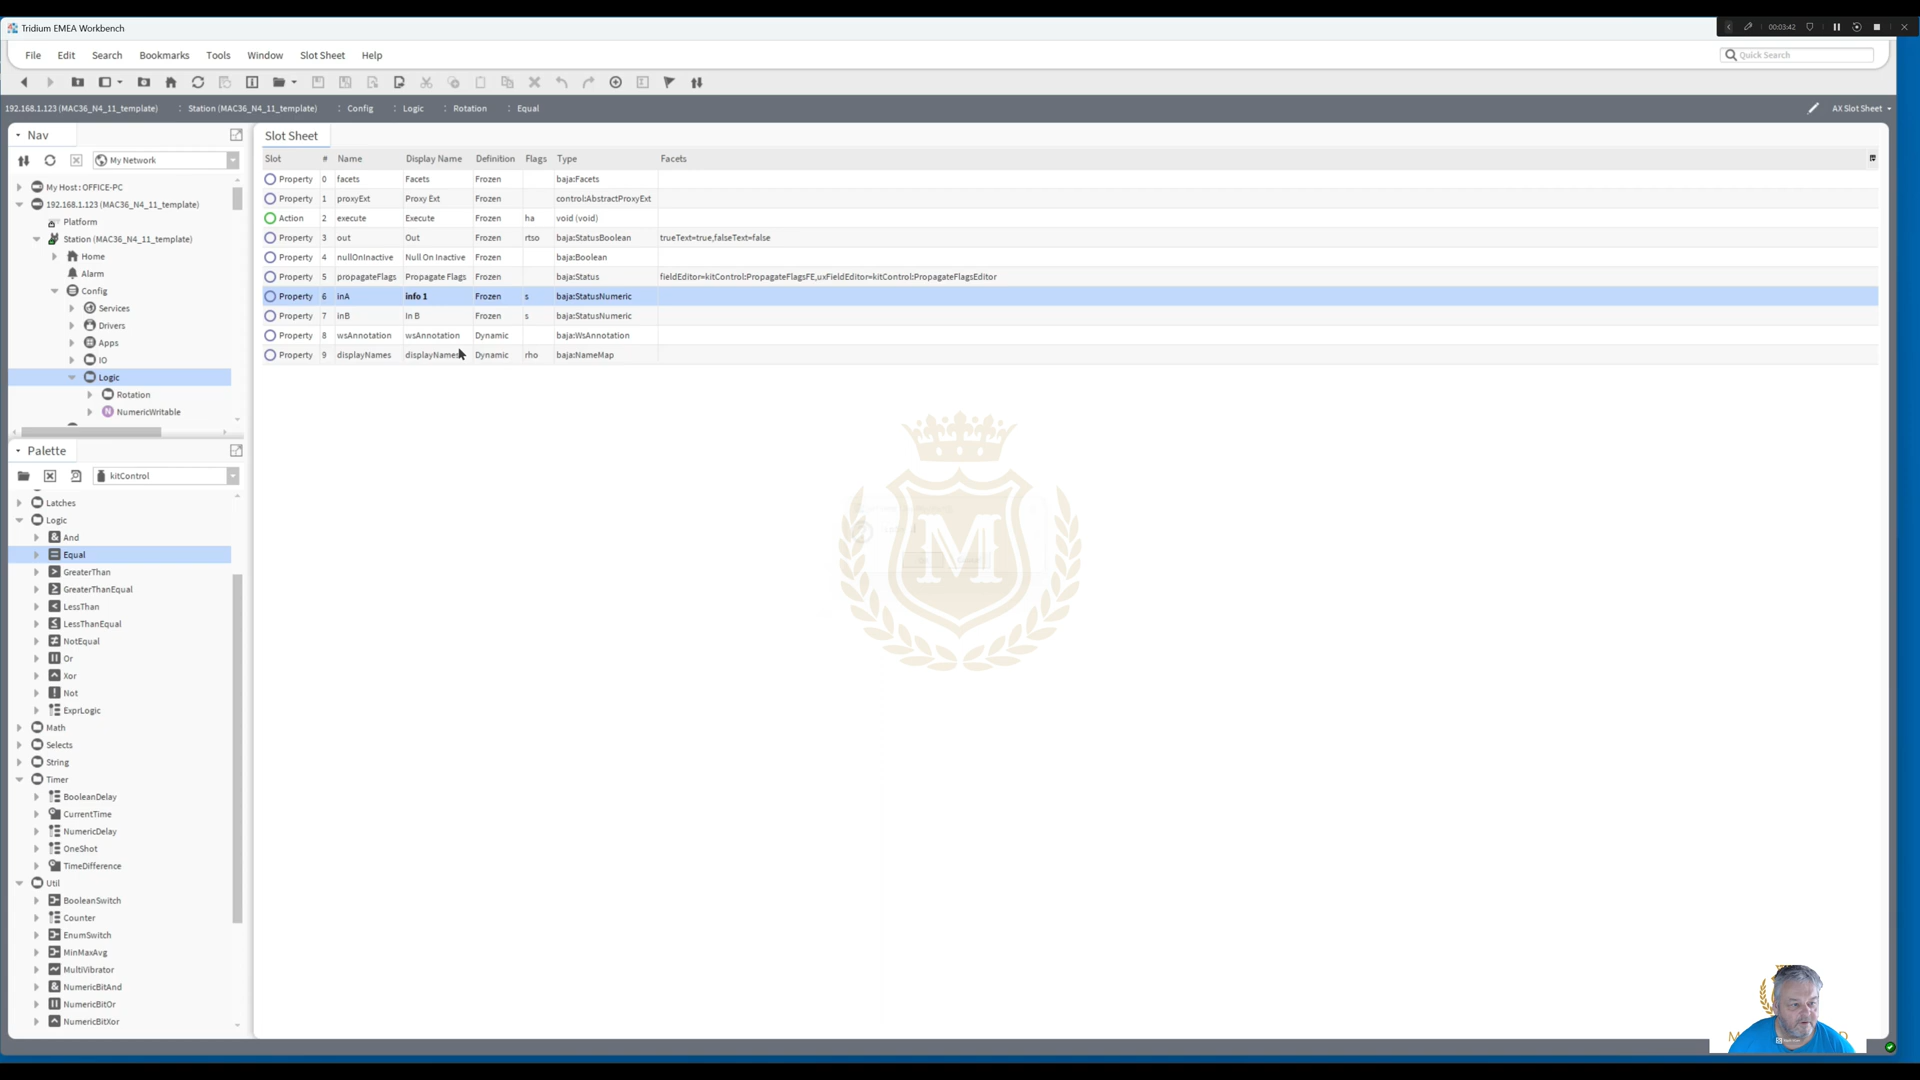 Tridium EMEA Workbench
00:03:42
File Edit Search Bookmarks Tools Window Slot Sheet Help
Quick Search
192.168.1.123 (MAC36_N4_11_template) : Station (MAC36_N4_11_template) : Config : Logic : Rotation : Equal
AX Slot Sheet
Nav
My Network
My Host : OFFICE-PC
192.168.1.123 (MAC36_N4_11_template)
Platform
Station (MAC36_N4_11_template)
Home
Alarm
Config
Services
Drivers
Apps
IO
Logic
Rotation
NumericWritable
Palette
kitControl
Latches
Logic
And
Equal
GreaterThan
GreaterThanEqual
LessThan
LessThanEqual
NotEqual
Or
Xor
Not
ExprLogic
Math
Selects
String
Timer
BooleanDelay
CurrentTime
NumericDelay
OneShot
TimeDifference
Util
BooleanSwitch
Counter
EnumSwitch
MinMaxAvg
MultiVibrator
NumericBitAnd
NumericBitOr
NumericBitXor
Slot Sheet
Slot # Name Display Name Definition Flags Type Facets
Property 0 facets Facets Frozen baja:Facets
Property 1 proxyExt Proxy Ext Frozen control:AbstractProxyExt
Action 2 execute Execute Frozen ha void (void)
Property 3 out Out Frozen rtso baja:StatusBoolean trueText=true,falseText=false
Property 4 nullOnInactive Null On Inactive Frozen baja:Boolean
Property 5 propagateFlags Propagate Flags Frozen baja:Status fieldEditor=kitControl:PropagateFlagsFE,uxFieldEditor=kitControl:PropagateFlagsEditor
Property 6 inA info 1 Frozen s baja:StatusNumeric
Property 7 inB In B Frozen s baja:StatusNumeric
Property 8 wsAnnotation wsAnnotation Dynamic baja:WsAnnotation
Property 9 displayNames displayNames Dynamic rho baja:NameMap
M